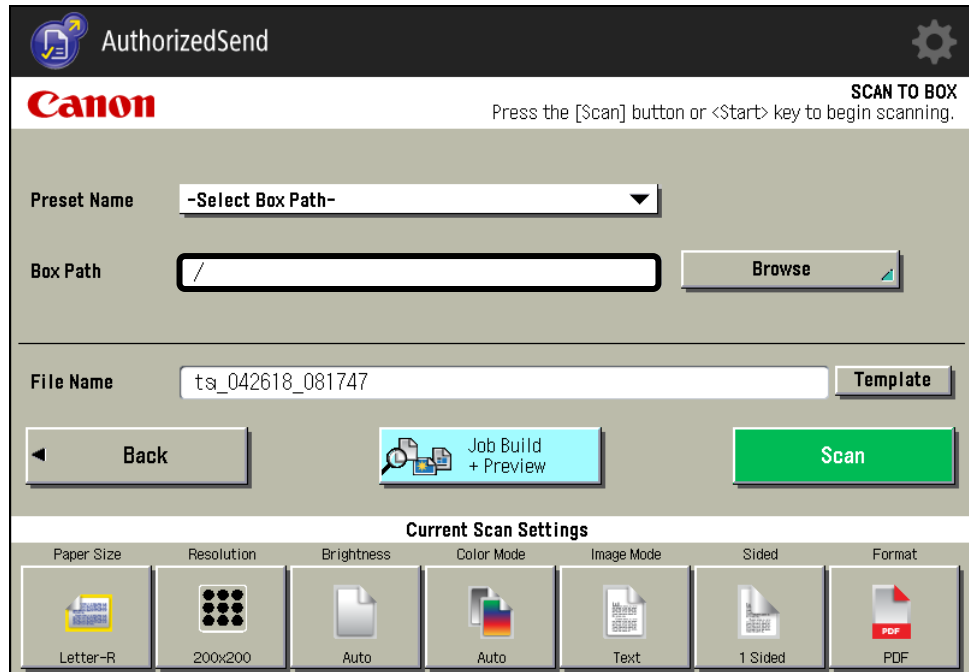 AuthorizedSend
Canon
SCAN TO BOX
Press the [Scan] button or <Start> key to begin scanning.
Preset Name
-Select Box Path-
Box Path
/
Browse
File Name
_042618_081747
Template
Back
Job Build
+ Preview
Scan
Current Scan Settings
Paper Size Resolution Brightness Color Mode Image Mode Sided Format
PDF
Letter-R 200x200 Auto Auto Text 1 Sided PDF